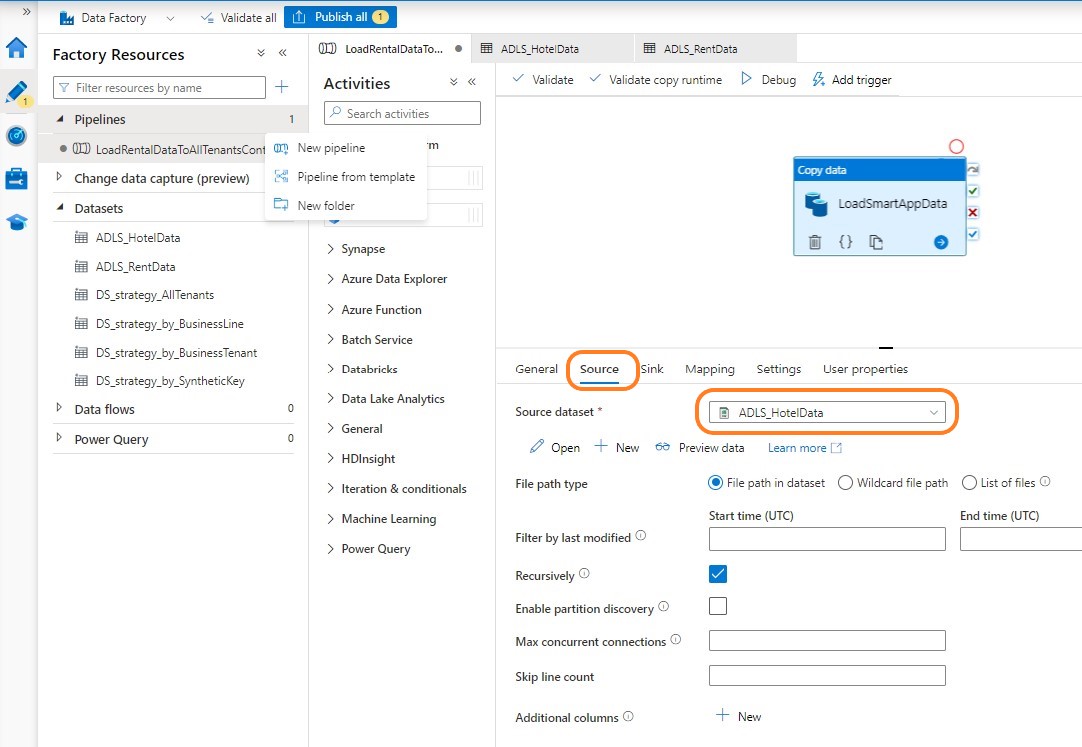 Data Factory
Validate all
Publish all 1
Factory Resources
Filter resources by name
Pipelines 1
LoadRentalDataToAllTenantsCont
Change data capture (preview)
Datasets
ADLS_HotelData
ADLS_RentData
DS_strategy_AllTenants
DS_strategy_by_BusinessLine
DS_strategy_by_BusinessTenant
DS_strategy_by_SyntheticKey
Data flows 0
Power Query 0
1
New pipeline
Pipeline from template
New folder
LoadRentalDataTo...
ADLS_HotelData
ADLS_RentData
Activities
Search activities
rm
Synapse
Azure Data Explorer
Azure Function
Batch Service
Databricks
Data Lake Analytics
General
HDInsight
Iteration & conditionals
Machine Learning
Power Query
Validate
Validate copy runtime
Debug
Add trigger
Copy data
LoadSmartAppData
{}
General Source Sink Mapping Settings User properties
Source dataset * ADLS_HotelData
Open New Preview data Learn more
File path type File path in dataset Wildcard file path List of files
Start time (UTC) End time (UTC)
Filter by last modified
Recursively
Enable partition discovery
Max concurrent connections
Skip line count
Additional columns New